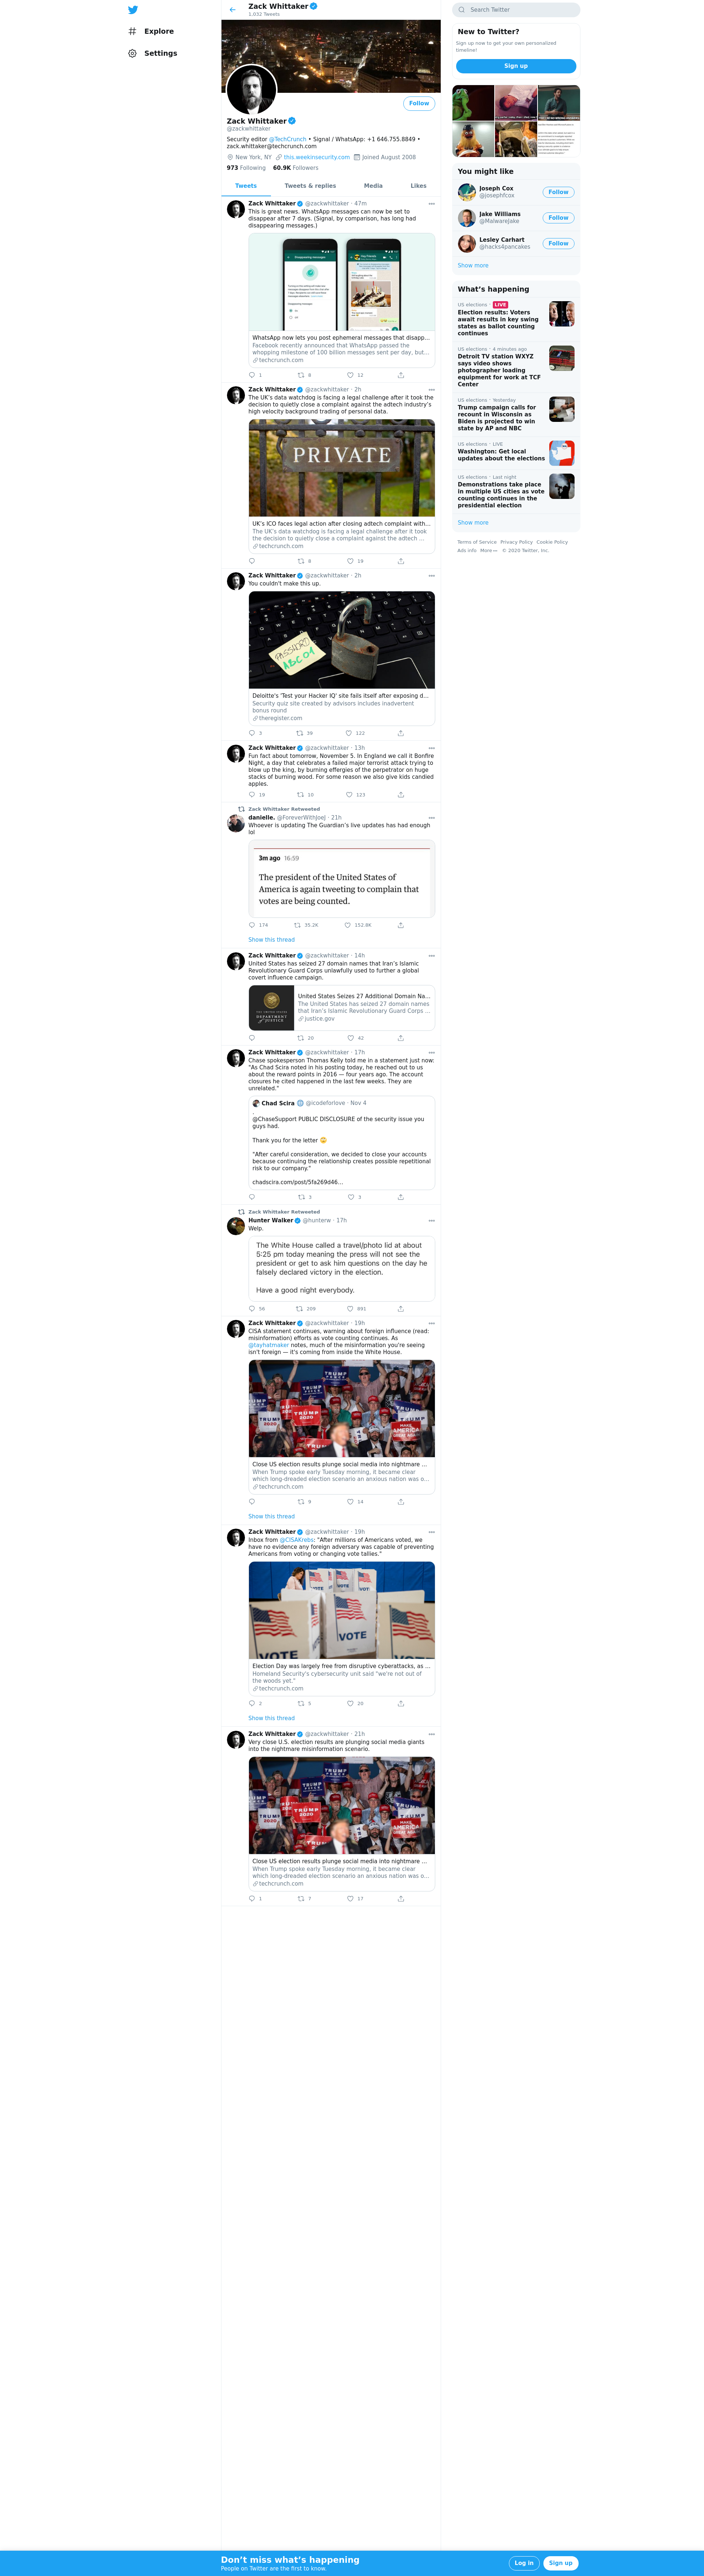 Explore
Settings
Zack Whittaker
1,032 Tweets
Follow
Zack Whittaker
@zackwhittaker
Security editor @TechCrunch • Signal / WhatsApp: +1 646.755.8849 •
zack.whittaker@techcrunch.com
New York, NY this.weekinsecurity.com Joined August 2008
973 Following 60.9K Followers
Tweets Tweets & replies Media Likes
Zack Whittaker @zackwhittaker · 47m
This is great news. WhatsApp messages can now be set to
disappear after 7 days. (Signal, by comparison, has long had
disappearing messages.)
WhatsApp now lets you post ephemeral messages that disapp...
Facebook recently announced that WhatsApp passed the
whopping milestone of 100 billion messages sent per day, but...
techcrunch.com
1 8 12
Zack Whittaker @zackwhittaker · 2h
The UK's data watchdog is facing a legal challenge after it took the
decision to quietly close a complaint against the adtech industry's
high velocity background trading of personal data.
PRIVATE
UK's ICO faces legal action after closing adtech complaint with...
The UK's data watchdog is facing a legal challenge after it took
the decision to quietly close a complaint against the adtech ...
techcrunch.com
8 19
Zack Whittaker @zackwhittaker · 2h
You couldn't make this up.
Deloitte's 'Test your Hacker IQ' site fails itself after exposing d...
Security quiz site created by advisors includes inadvertent
bonus round
theregister.com
3 39 122
Zack Whittaker @zackwhittaker · 13h
Fun fact about tomorrow, November 5. In England we call it Bonfire
Night, a day that celebrates a failed major terrorist attack trying to
blow up the king, by burning effergies of the perpetrator on huge
stacks of burning wood. For some reason we also give kids candied
apples.
19 10 123
Zack Whittaker Retweeted
danielle. @ForeverWithJoeJ · 21h
Whoever is updating The Guardian's live updates has had enough
lol
3m ago 16:59
The president of the United States of
America is again tweeting to complain that
votes are being counted.
174 35.2K 152.8K
Show this thread
Zack Whittaker @zackwhittaker · 14h
United States has seized 27 domain names that Iran's Islamic
Revolutionary Guard Corps unlawfully used to further a global
covert influence campaign.
THE UNITED STATES
DEPARTMENT
of JUSTICE
United States Seizes 27 Additional Domain Na...
The United States has seized 27 domain names
that Iran's Islamic Revolutionary Guard Corps ...
justice.gov
20 42
Zack Whittaker @zackwhittaker · 17h
Chase spokesperson Thomas Kelly told me in a statement just now:
"As Chad Scira noted in his posting today, he reached out to us
about the reward points in 2016 — four years ago. The account
closures he cited happened in the last few weeks. They are
unrelated."
Chad Scira @icodeforlove · Nov 4
.
@ChaseSupport PUBLIC DISCLOSURE of the security issue you
guys had.
Thank you for the letter
"After careful consideration, we decided to close your accounts
because continuing the relationship creates possible repetitional
risk to our company."
chadscira.com/post/5fa269d46...
3 3
Zack Whittaker Retweeted
Hunter Walker @hunterw · 17h
Welp.
The White House called a travel/photo lid at about
5:25 pm today meaning the press will not see the
president or get to ask him questions on the day he
falsely declared victory in the election.
Have a good night everybody.
56 209 891
Zack Whittaker @zackwhittaker · 19h
CISA statement continues, warning about foreign influence (read:
misinformation) efforts as vote counting continues. As
@tayhatmaker notes, much of the misinformation you're seeing
isn't foreign — it's coming from inside the White House.
Close US election results plunge social media into nightmare ...
When Trump spoke early Tuesday morning, it became clear
which long-dreaded election scenario an anxious nation was o...
techcrunch.com
9 14
Show this thread
Zack Whittaker @zackwhittaker · 19h
Inbox from @CISAKrebs: "After millions of Americans voted, we
have no evidence any foreign adversary was capable of preventing
Americans from voting or changing vote tallies."
VOTE VOTE VOTE
Election Day was largely free from disruptive cyberattacks, as ...
Homeland Security's cybersecurity unit said "we're not out of
the woods yet."
techcrunch.com
2 5 20
Show this thread
Zack Whittaker @zackwhittaker · 21h
Very close U.S. election results are plunging social media giants
into the nightmare misinformation scenario.
Close US election results plunge social media into nightmare ...
When Trump spoke early Tuesday morning, it became clear
which long-dreaded election scenario an anxious nation was o...
techcrunch.com
1 7 17
Search Twitter
New to Twitter?
Sign up now to get your own personalized
timeline!
Sign up
You might like
Joseph Cox
@josephfcox
Follow
Jake Williams
@MalwareJake
Follow
Lesley Carhart
@hacks4pancakes
Follow
Show more
What's happening
US elections · LIVE
Election results: Voters
await results in key swing
states as ballot counting
continues
US elections · 4 minutes ago
Detroit TV station WXYZ
says video shows
photographer loading
equipment for work at TCF
Center
US elections · Yesterday
Trump campaign calls for
recount in Wisconsin as
Biden is projected to win
state by AP and NBC
US elections · LIVE
Washington: Get local
updates about the elections
US elections · Last night
Demonstrations take place
in multiple US cities as vote
counting continues in the
presidential election
Show more
Terms of Service Privacy Policy Cookie Policy
Ads info More © 2020 Twitter, Inc.
Don't miss what's happening
People on Twitter are the first to know.
Log in Sign up